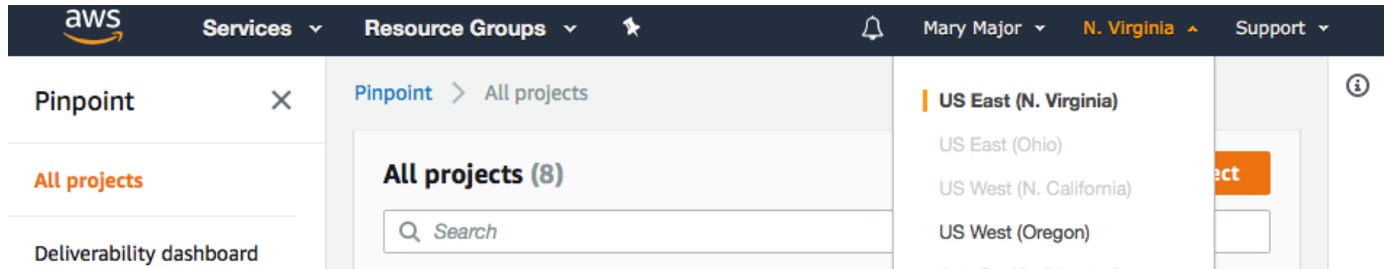 aws Services Resource Groups Mary Major N. Virginia Support
Pinpoint
Pinpoint > All projects
US East (N. Virginia)
US East (Ohio)
All projects (8)
All projects
US West (N. California)
Search
US West (Oregon)
Deliverability dashboard